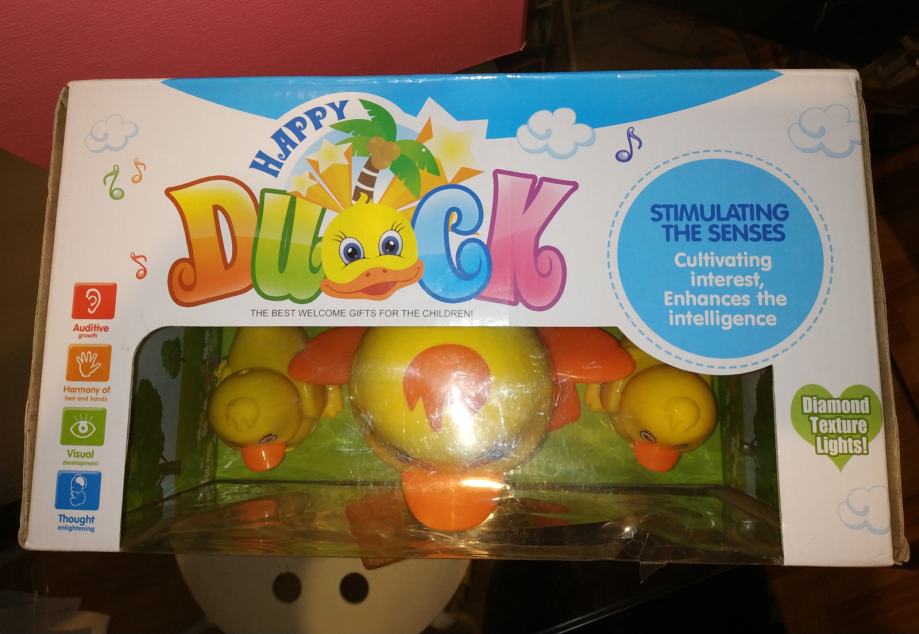 HAPPY
DUCK
THE BEST WELCOME GIFTS FOR THE CHILDREN!
STIMULATING
THE SENSES
Cultivating
interest,
Enhances the
intelligence
Auditive
growth
Harmony of
feet and hands
Visual
development
Thought
enlightening
Diamond
Texture
Lights!